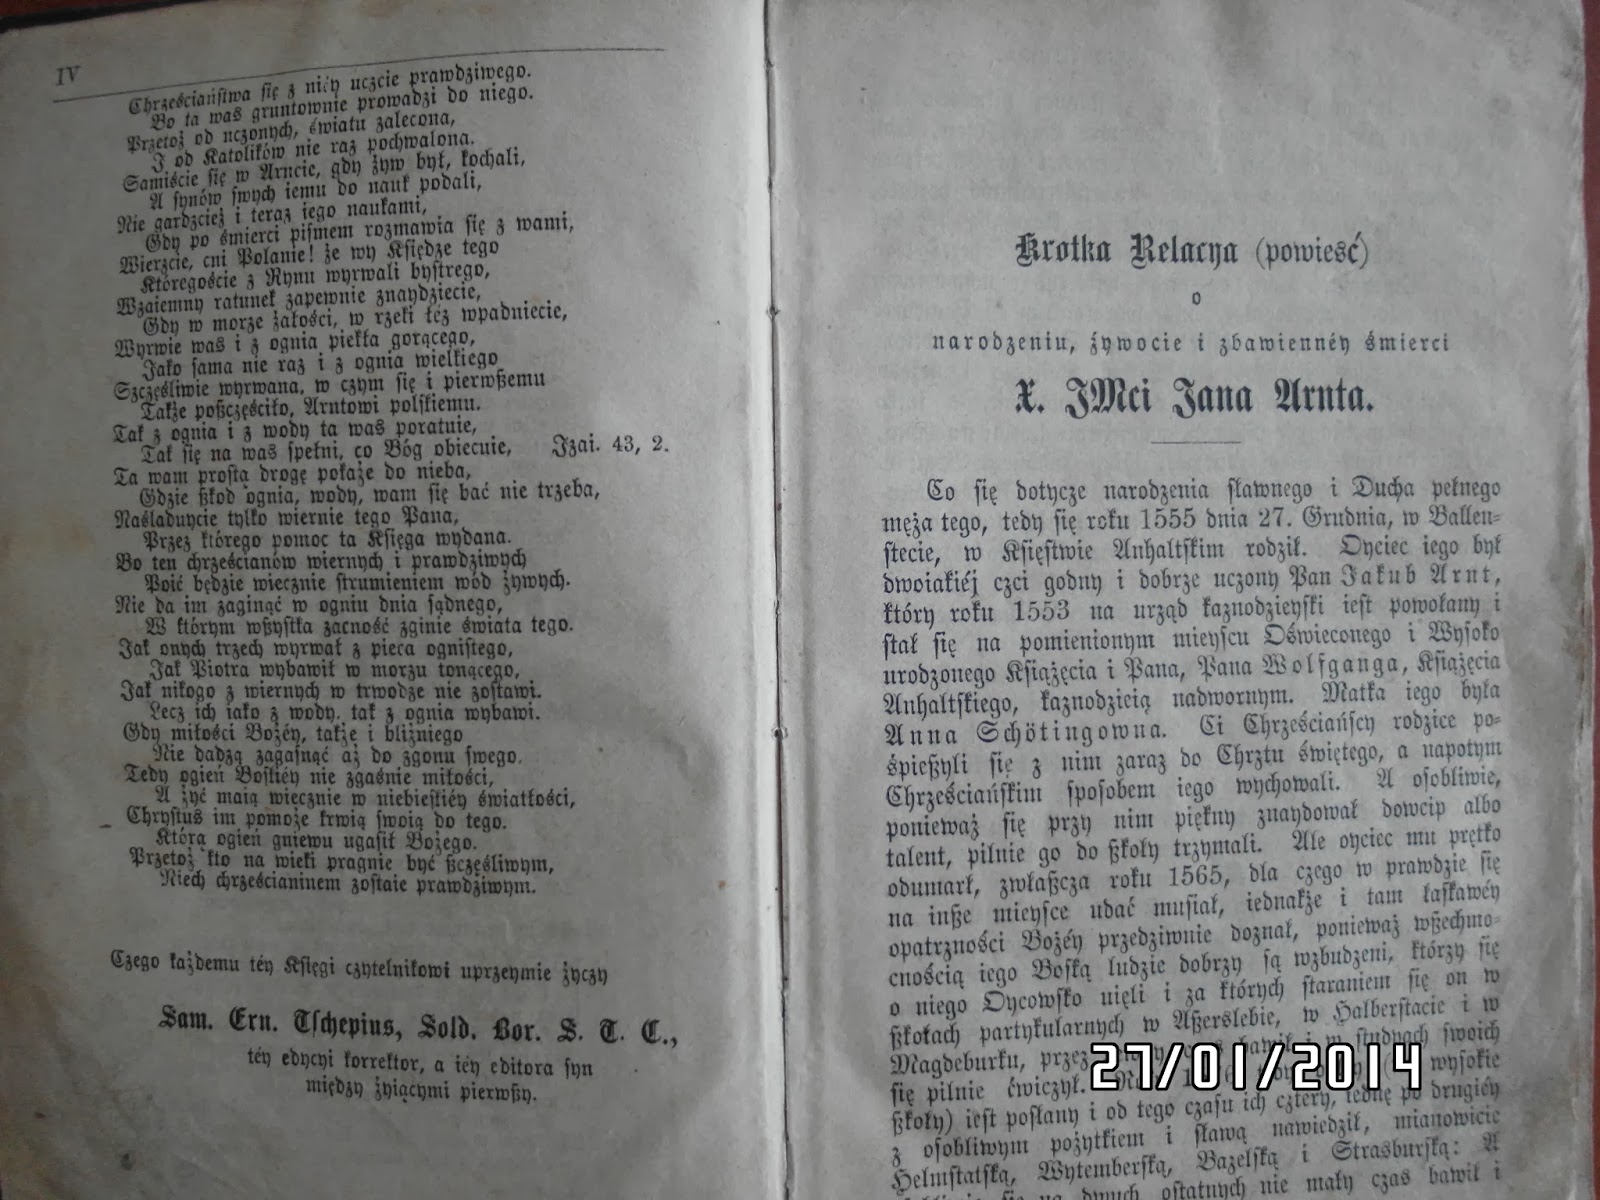 IV
Chrześciaństwa się z niéy uczcie prawdziwego.
Bo ta was gruntownie prowadzi do niego.
Przetoż od uczonych, światu zalecona,
I od Katolików nie raz pochwalona.
Samiście się w Arncie, gdy żyw był, kochali,
A synów swych iemu do nauk podali,
Nie gardzcież i teraz iego naukami,
Gdy po śmierci pismem rozmawia się z wami,
Wierzcie, cni Polanie! że wy Księdze tego
Któregoście z Rynu wyrwali bystrego,
Wzaiemny ratunek zapewnie znaydziecie,
Gdy w morze żałości, w rzeki łéz wpadniecie,
Wyrwie was i z ognia piekła gorącego,
Jako sama nie raz i z ognia wielkiego
Szczęśliwie wyrwana, w czym się i pierwszemu
Także poszczęściło, Arntowi polskiemu.
Tak z ognia i z wody ta was poratuie,
Tak się na was spełni, co Bóg obiecuie, Izai. 43, 2.
Ta wam prostą drogę pokaże do nieba,
Gdzie szkod ognia, wody, wam się bać nie trzeba,
Naśladuycie tylko wiernie tego Pana,
Przez którego pomoc ta Księga wydana.
Bo ten chrześcianów wiernych i prawdziwych
Poić będzie wiecznie strumieniem wód żywych.
Nie da im zaginąć w ogniu dnia sądnego,
W którym wszystka zacność zginie świata tego.
Jak onych trzech wyrwał z pieca ognistego,
Jak Piotra wybawił w morzu tonącego,
Jak nikogo z wiernych w trwodze nie zostawi.
Lecz ich iako z wody, tak z ognia wybawi.
Gdy miłości Bożéy, także i bliźniego
Nie dadzą zagasnąć aż do zgonu swego.
Tedy ogień Boskiéy nie zgaśnie miłości,
A żyć maią wiecznie w niebieskiéy światłości,
Chrystus im pomoże krwią swoią do tego.
Którą ogień gniewu ugasił Bożego.
Przetoż kto na wieki pragnie być szczęśliwym,
Niech chrześcianinem zostaie prawdziwym.
Czego każdemu téy Księgi czytelnikowi uprzeymie życzy
Sam. Ern. Tschepius, Sold. Bor. S. T. C.,
téy edycyi korrektor, a iéy editora syn
między żyiącymi pierwszy.
Krotka Relacya (powieść)
o
narodzeniu, żywocie i zbawiennéy śmierci
X. JMci Jana Arnta.
Co się dotycze narodzenia sławnego i Ducha pełnego
męża tego, tedy się roku 1555 dnia 27. Grudnia, w Ballen-
stecie, w Księstwie Anhaltskim rodził. Oyciec iego był
dwoiakiéj czci godny i dobrze uczony Pan Jakub Arnt,
który roku 1553 na urząd kaznodzieyski iest powołany i
stał się na pomienionym mieyscu Oświeconego i Wysoko
urodzonego Książęcia i Pana, Pana Wolfganga, Książęcia
Anhaltskiego, kaznodzieią nadwornym. Matka iego była
Anna Schötingowna. Ci Chrześciańscy rodzice po-
śpieszyli się z nim zaraz do Chrztu świętego, a napotym
Chrześciańskim sposobem iego wychowali. A osobliwie,
ponieważ się przy nim piękny znaydował dowcip albo
talent, pilnie go do szkoły trzymali. Ale oyciec mu prętko
odumarł, zwłaszcza roku 1565, dla czego w prawdzie się
na insze mieysce udać musiał, iednakże i tam łaskawéy
opatrzności Bożéy przedziwnie doznał, ponieważ wszechmo-
cnością iego Boską ludzie dobrzy są wzbudzeni, którzy się
o niego Oycowsko uięli i za których staraniem się on w
szkołach partykularnych w Aszerslebie, w Halberstacie i w
Magdeburku, przez bawił i w studyach swoich
się pilnie ćwiczył. wysokie
szkoły) iest posłany i od tego czasu ich cztery, iednę po drugiéy
z osobliwym pożytkiem i sławą nawiedził, mianowicie
Helmstatską, Wytemberską, Bazelską i Strasburską: A
się na dwuch ostatnych nie mały czas bawił i
27/01/2014